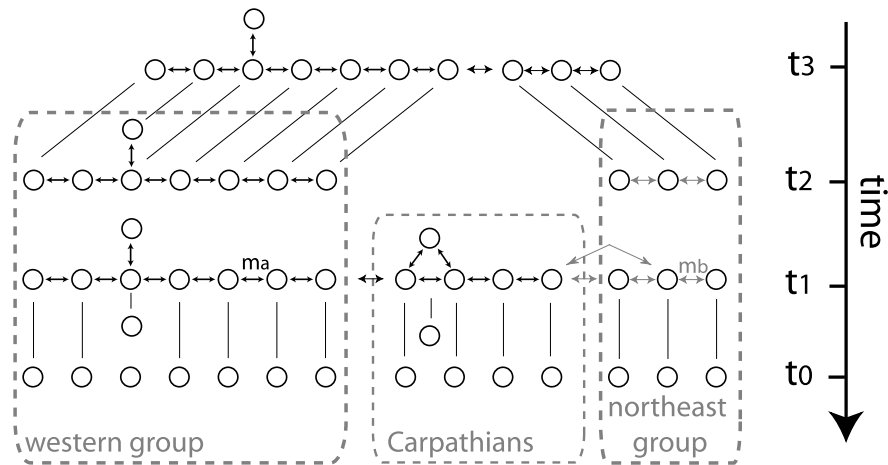 t3
t2
time
ma
mb
t1
t0
western group
Carpathians
northeast
group